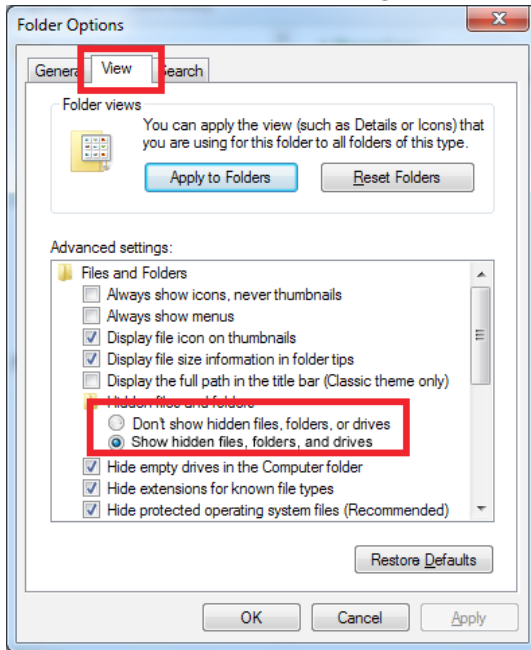 Folder Options
General View Search
Folder views
You can apply the view (such as Details or Icons) that
you are using for this folder to all folders of this type.
Apply to Folders Reset Folders
Advanced settings:
Files and Folders
Always show icons, never thumbnails
Always show menus
Display file icon on thumbnails
Display file size information in folder tips
Display the full path in the title bar (Classic theme only)
Hidden files and folders
Don't show hidden files, folders, or drives
Show hidden files, folders, and drives
Hide empty drives in the Computer folder
Hide extensions for known file types
Hide protected operating system files (Recommended)
Restore Defaults
OK Cancel Apply